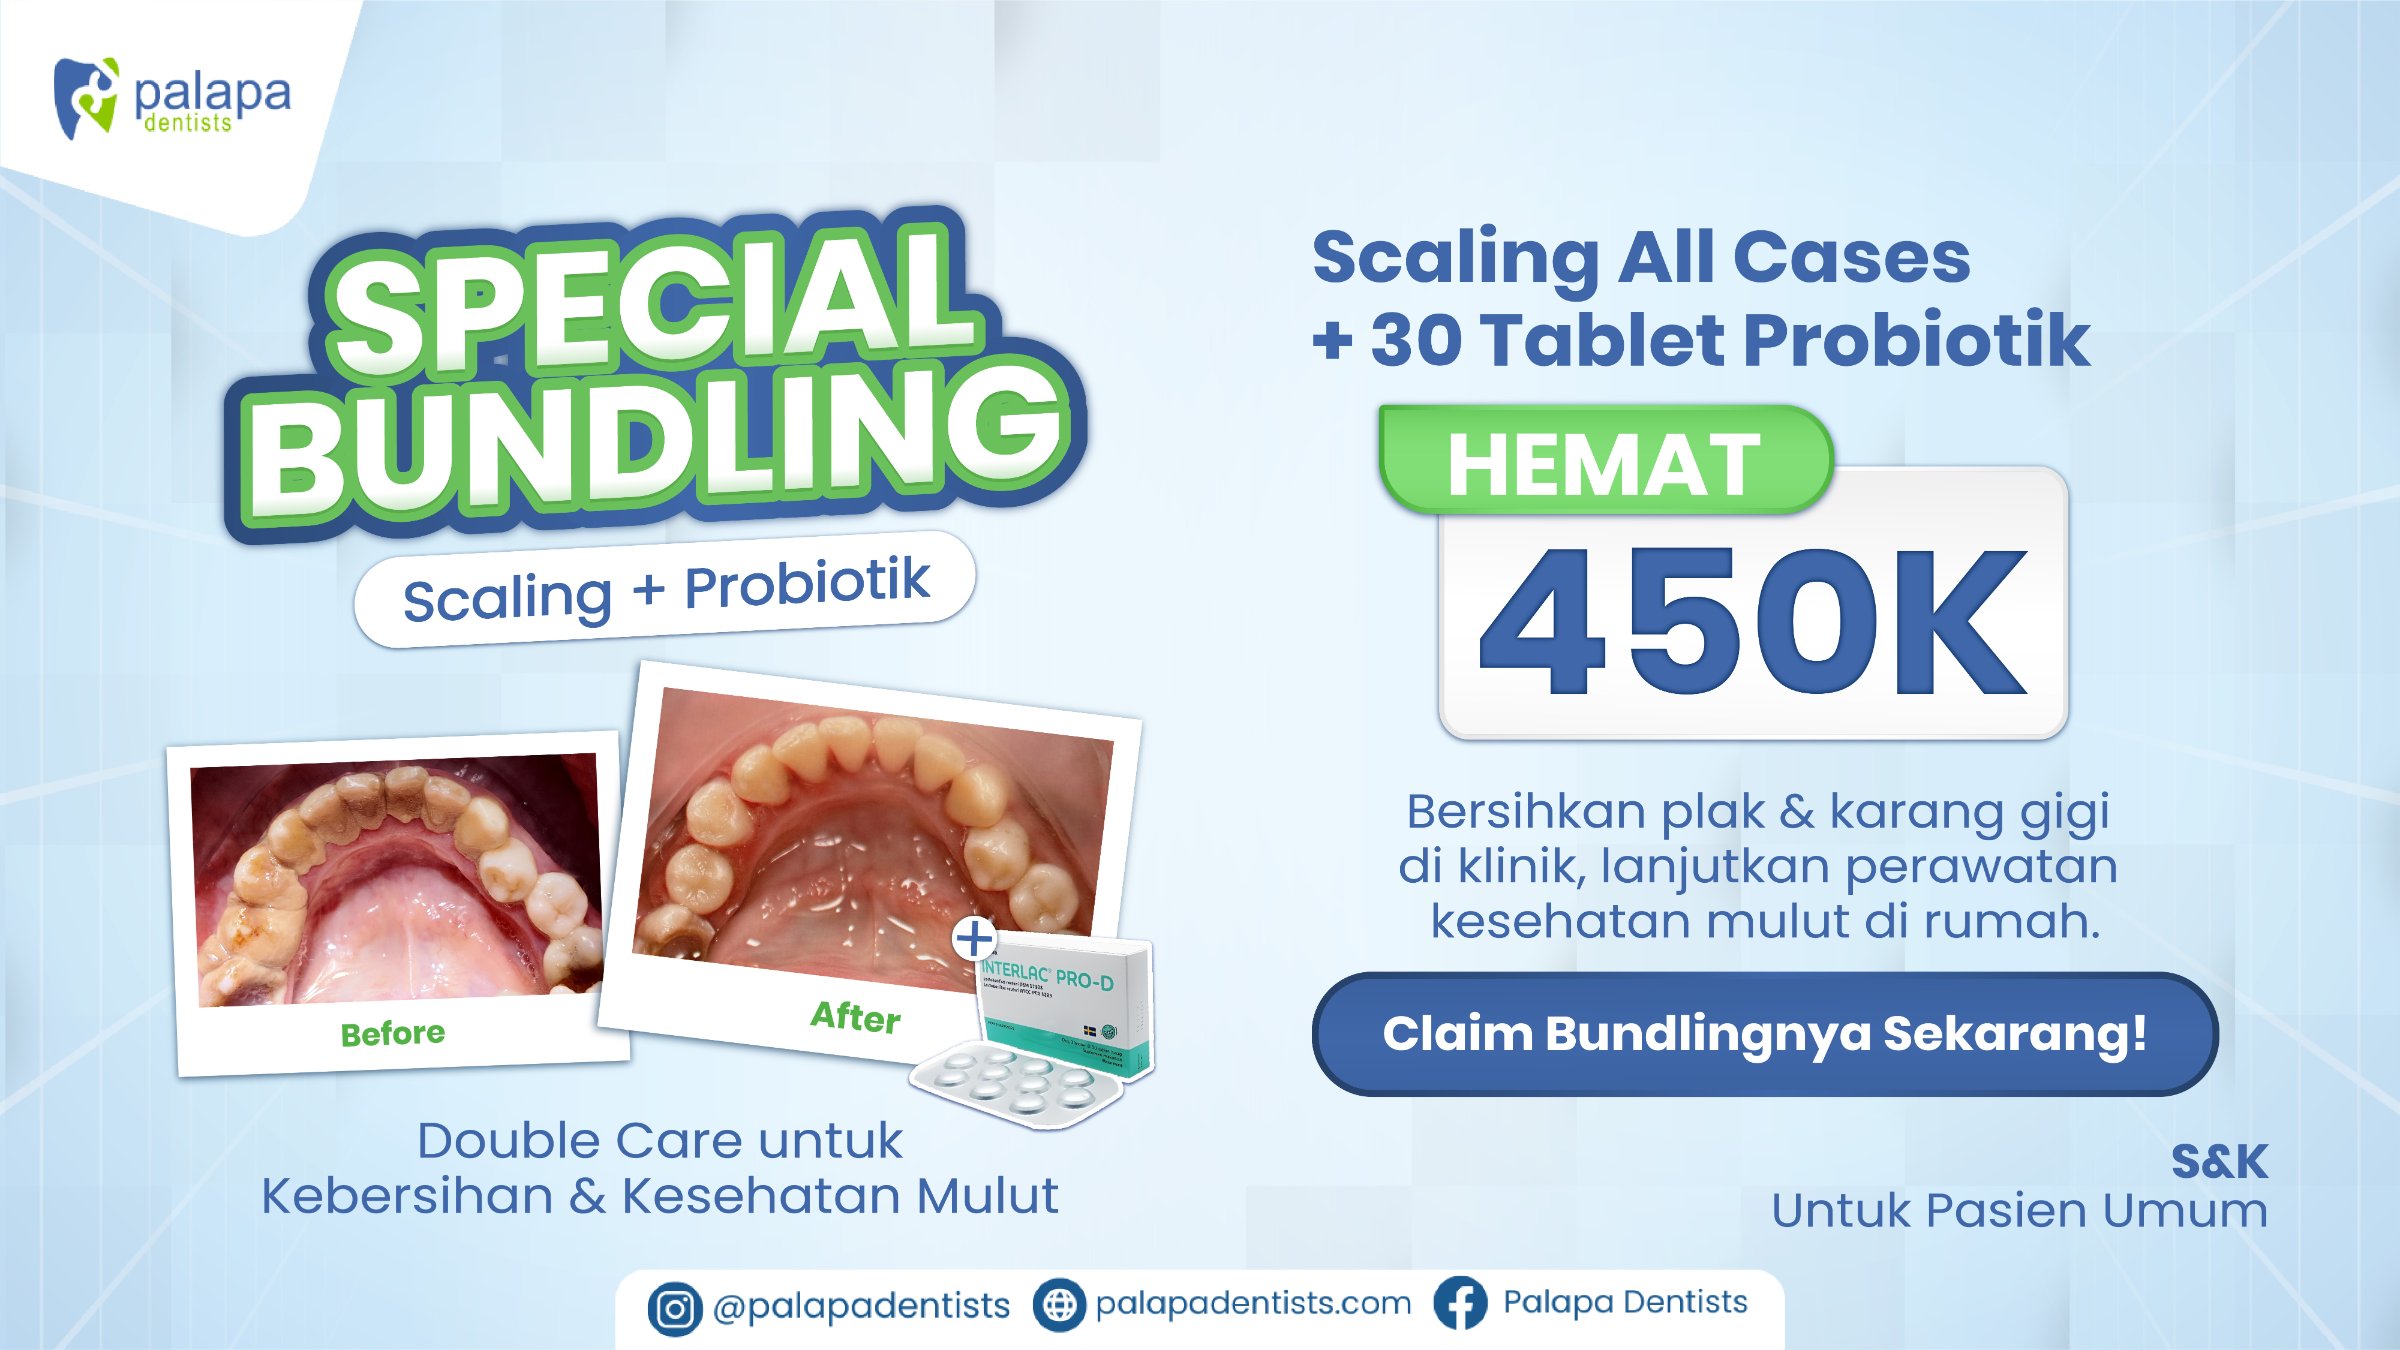 palapa
dentists
SPECIAL
BUNDLING
Scaling + Probiotik
Before
After
INTERLAC® PRO-D
Double Care untuk
Kebersihan & Kesehatan Mulut
Scaling All Cases
+ 30 Tablet Probiotik
HEMAT
450K
Bersihkan plak & karang gigi
di klinik, lanjutkan perawatan
kesehatan mulut di rumah.
Claim Bundlingnya Sekarang!
S&K
Untuk Pasien Umum
@palapadentists
palapadentists.com
Palapa Dentists